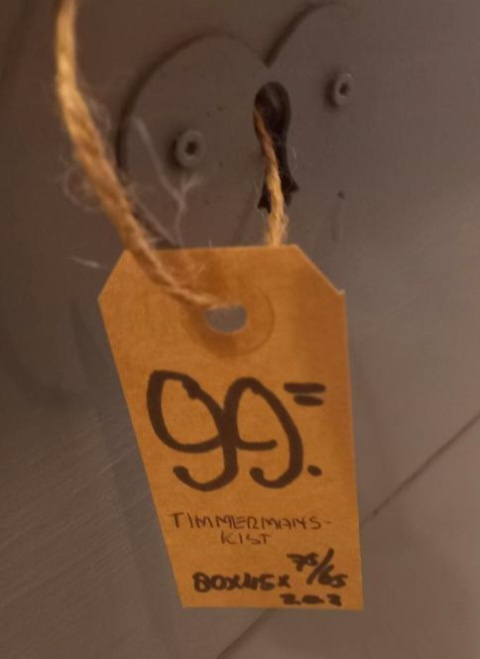 99.=
TIMMERMANS-
KIST
80x45x 75/65